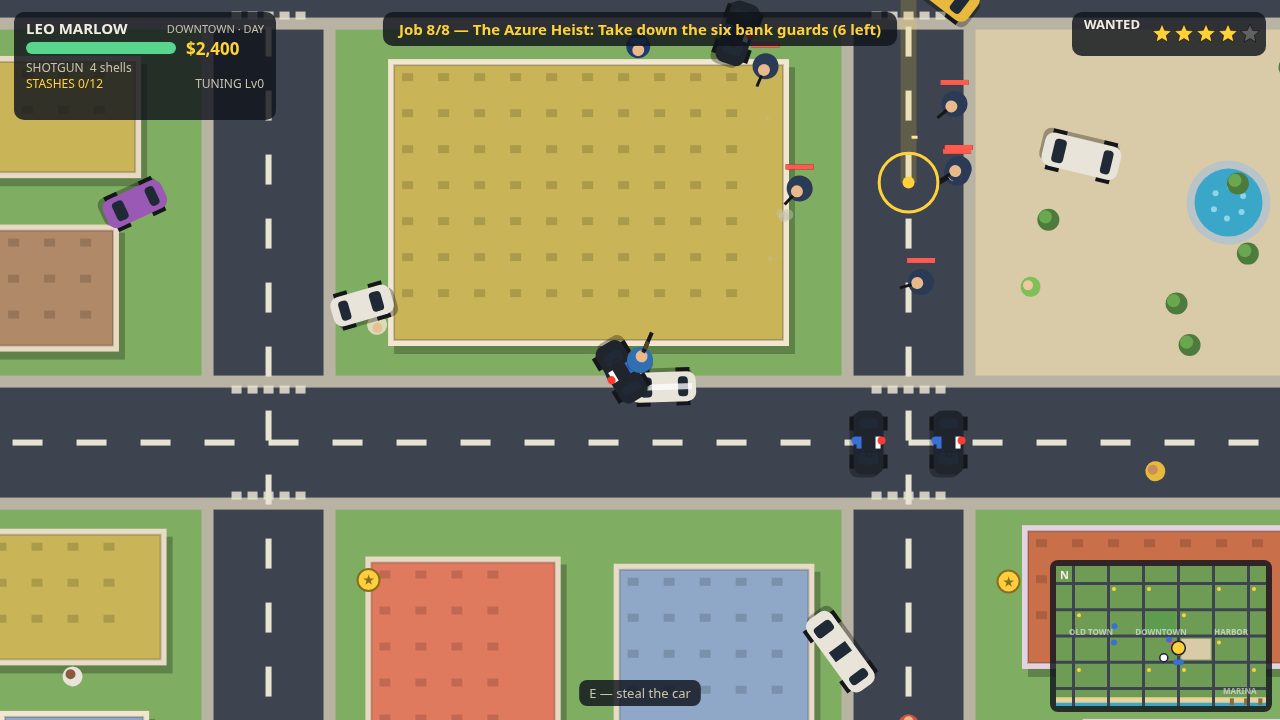 LEO MARLOW
DOWNTOWN · DAY
$2,400
SHOTGUN 4 shells
STASHES 0/12
TUNING Lv0
Job 8/8 — The Azure Heist: Take down the six bank guards (6 left)
WANTED
E — steal the car
N
OLD TOWN
DOWNTOWN
HARBOR
MARINA